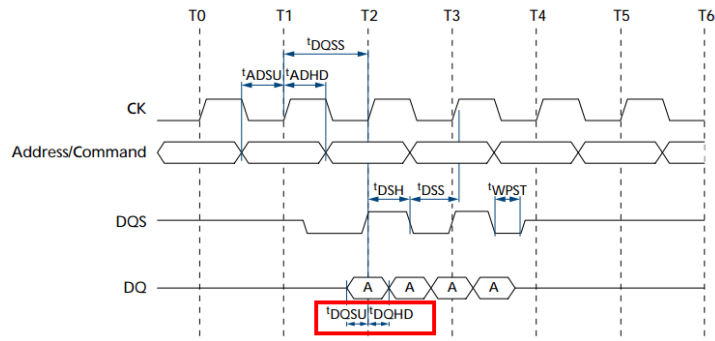 T0 T1 T2 T3 T4 T5 T6
tDQSS
tADSU tADHD
CK
Address/Command
tDSH tDSS tWPST
DQS
DQ A A A A
tDQSU tDQHD